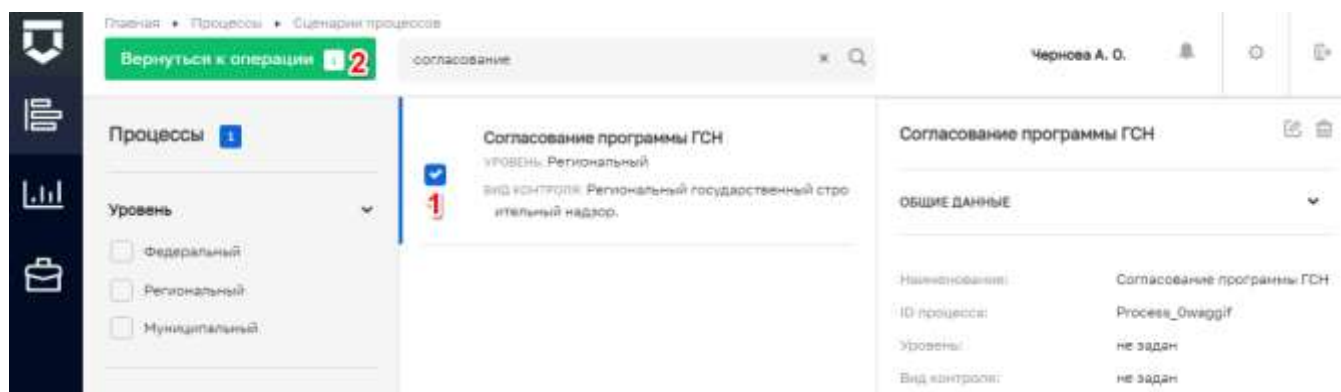 Главная • Процессы • Сценарии процессов
Вернуться к операции 1 2
согласование
Чернова А. О.
Процессы 1
Уровень
Федеральный
Региональный
Муниципальный
1
Согласование программы ГСН
УРОВЕНЬ: Региональный
ВИД КОНТРОЛЯ: Региональный государственный стро
ительный надзор.
Согласование программы ГСН
ОБЩИЕ ДАННЫЕ
Наименование: Согласование программы ГСН
ID процесса: Process_0waggif
Уровень: не задан
Вид контроля: не задан